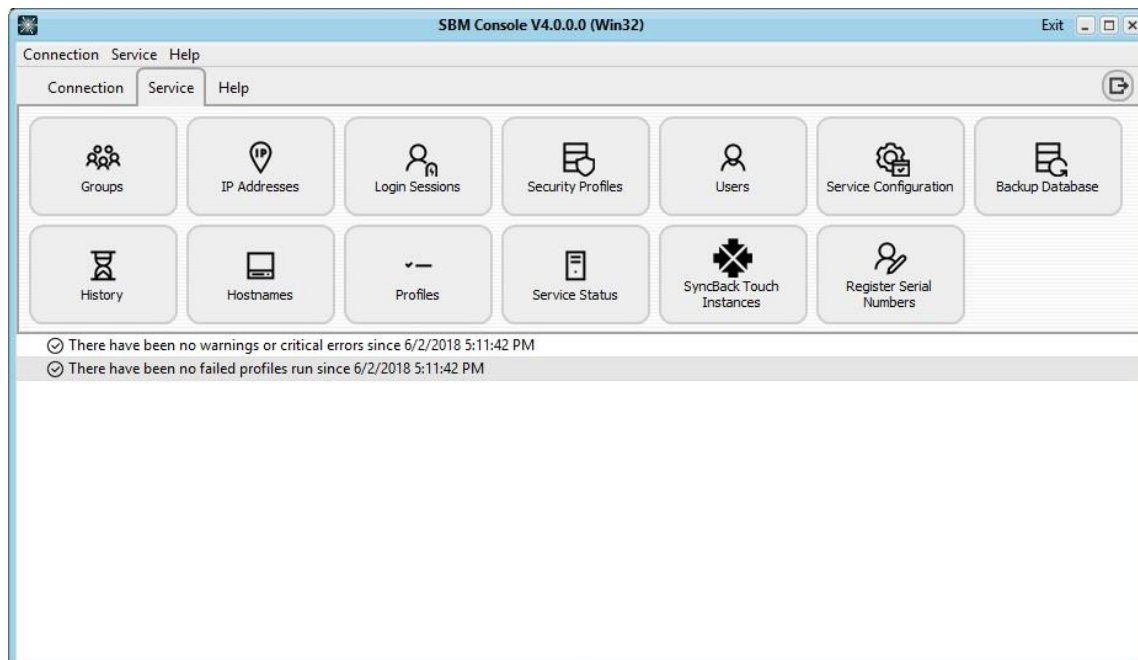 SBM Console V4.0.0.0 (Win32)
Exit
Connection Service Help
Connection Service Help
IP
Groups
IP Addresses
Login Sessions
Security Profiles
Users
Service Configuration
Backup Database
History
Hostnames
Profiles
Service Status
SyncBack Touch
Instances
Register Serial
Numbers
There have been no warnings or critical errors since 6/2/2018 5:11:42 PM
There have been no failed profiles run since 6/2/2018 5:11:42 PM